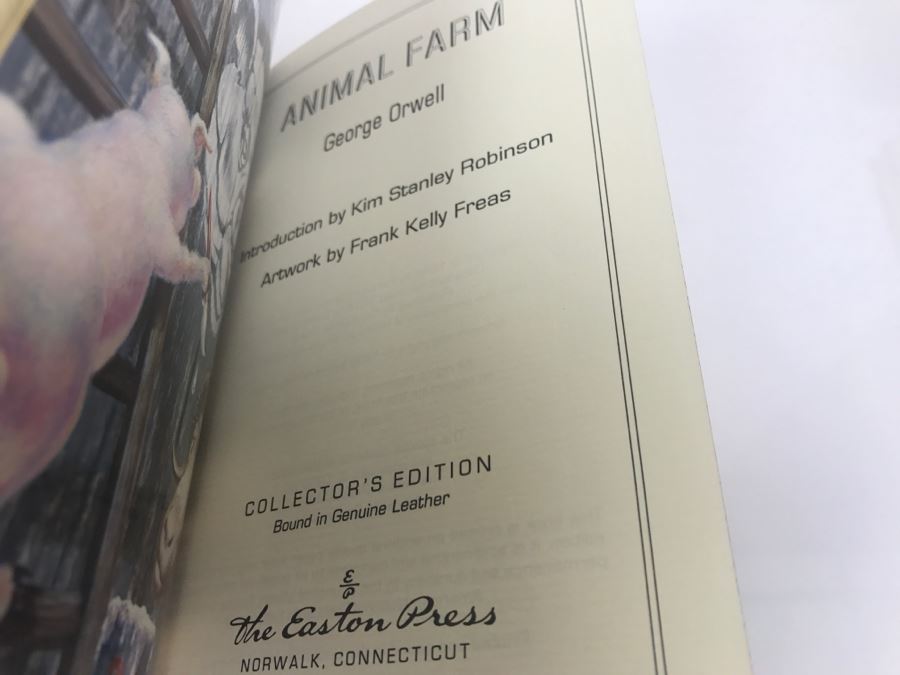 ANIMAL FARM
George Orwell
Introduction by Kim Stanley Robinson
Artwork by Frank Kelly Freas
COLLECTOR'S EDITION
Bound in Genuine Leather
E
P
the Easton Press
NORWALK, CONNECTICUT